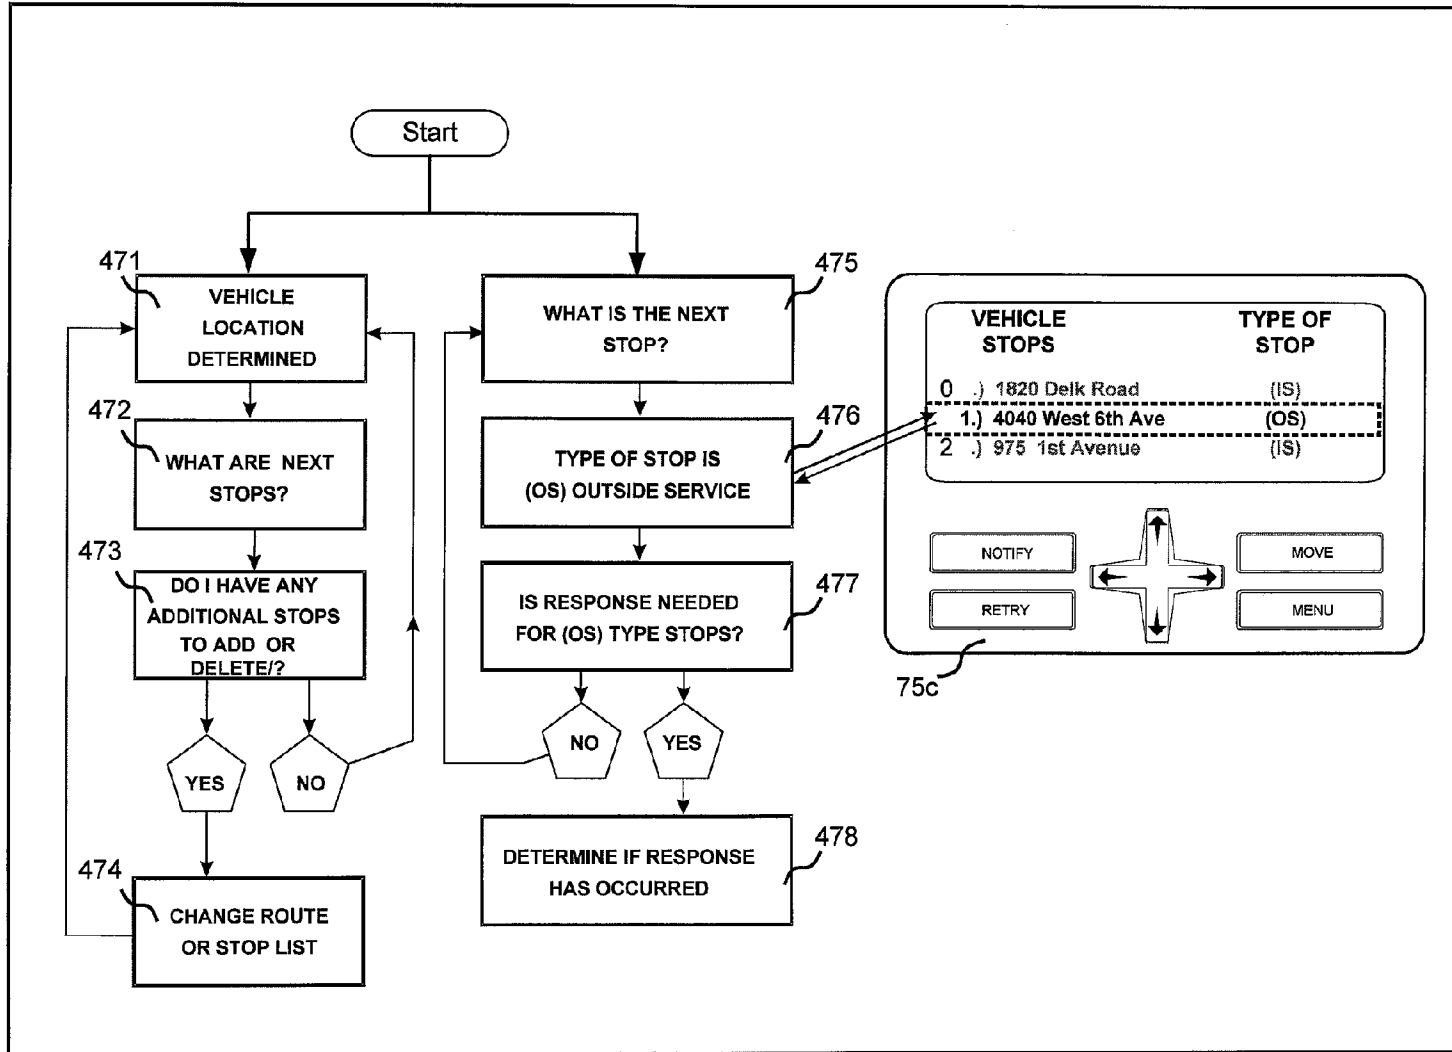 Start
471
VEHICLE
LOCATION
DETERMINED
472
WHAT ARE NEXT
STOPS?
473
DO I HAVE ANY
ADDITIONAL STOPS
TO ADD OR
DELETE/?
YES
NO
474
CHANGE ROUTE
OR STOP LIST
475
WHAT IS THE NEXT
STOP?
476
TYPE OF STOP IS
(OS) OUTSIDE SERVICE
477
IS RESPONSE NEEDED
FOR (OS) TYPE STOPS?
NO
YES
478
DETERMINE IF RESPONSE
HAS OCCURRED
VEHICLE
STOPS
TYPE OF
STOP
0 .) 1820 Delk Road (IS)
1.) 4040 West 6th Ave (OS)
2 .) 975 1st Avenue (IS)
NOTIFY
MOVE
RETRY
MENU
75c